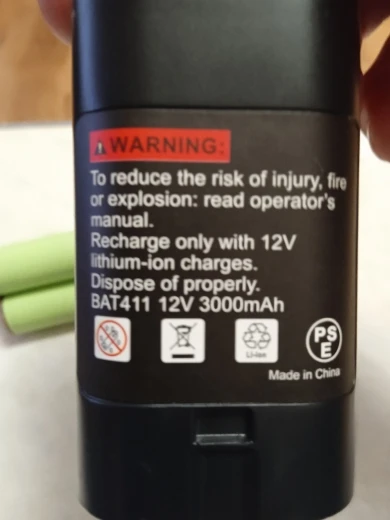 WARNING:
To reduce the risk of injury, fire
or explosion: read operator's
manual.
Recharge only with 12V
lithium-ion charges.
Dispose of properly.
BAT411 12V 3000mAh
Li-ion
PS
E
Made in China